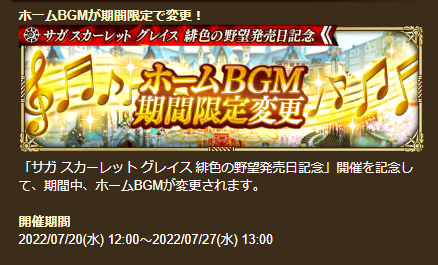 ホームBGMが期間限定で変更！
サガ スカーレット グレイス 緋色の野望発売日記念
ホームBGM
期間限定変更
「サガ スカーレット グレイス 緋色の野望発売日記念」開催を記念し
て、期間中、ホームBGMが変更されます。
開催期間
2022/07/20(水) 12:00～2022/07/27(水) 13:00